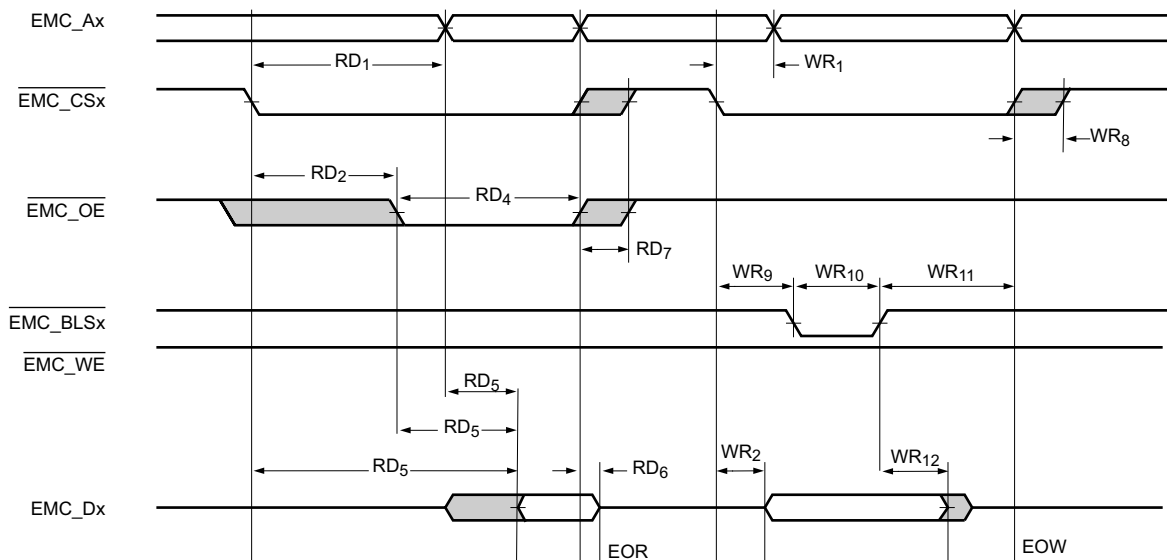 EMC_Ax
RD1
WR1
EMC_CSx
WR8
RD2
RD4
EMC_OE
RD7
WR9
WR10
WR11
EMC_BLSx
EMC_WE
RD5
RD5
RD5
RD6
WR2
WR12
EMC_Dx
EOR
EOW